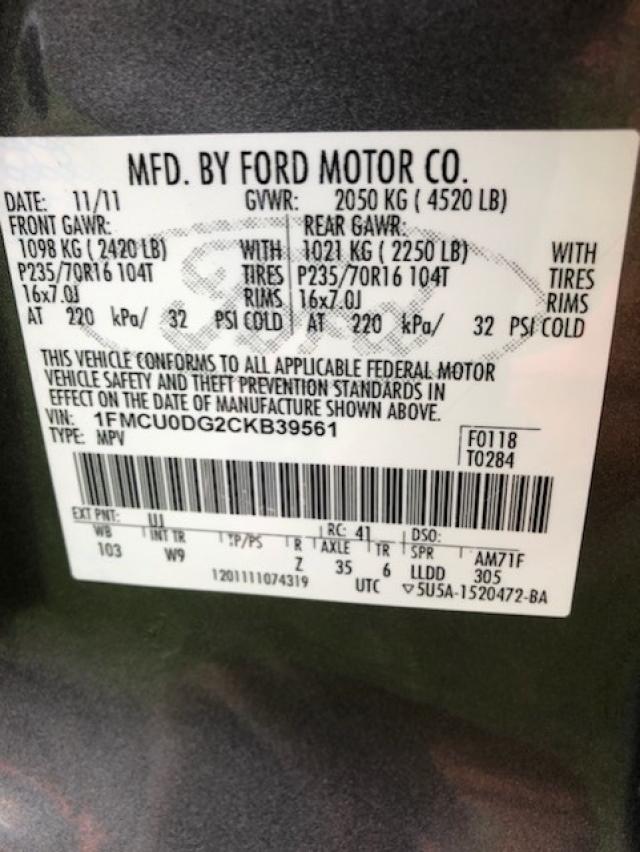 MFD. BY FORD MOTOR CO.
DATE: 11/11 GVWR: 2050 KG ( 4520 LB)
FRONT GAWR: REAR GAWR:
1098 KG ( 2420 LB) WITH 1021 KG ( 2250 LB) WITH
P235/70R16 104T TIRES P235/70R16 104T TIRES
16x7.0J RIMS 16x7.0J RIMS
AT 220 kPa/ 32 PSI COLD AT 220 kPa/ 32 PSI COLD
Ford
THIS VEHICLE CONFORMS TO ALL APPLICABLE FEDERAL MOTOR
VEHICLE SAFETY AND THEFT PREVENTION STANDARDS IN
EFFECT ON THE DATE OF MANUFACTURE SHOWN ABOVE.
VIN: 1FMCU0DG2CKB39561
TYPE: MPV
F0118
T0284
EXT PNT: UJ RC: 41 DSO:
WB INT TR TP/PS R AXLE TR SPR AM71F
103 W9 Z 35 6 LLDD 305
1201111074319 UTC ▽5U5A-1520472-BA